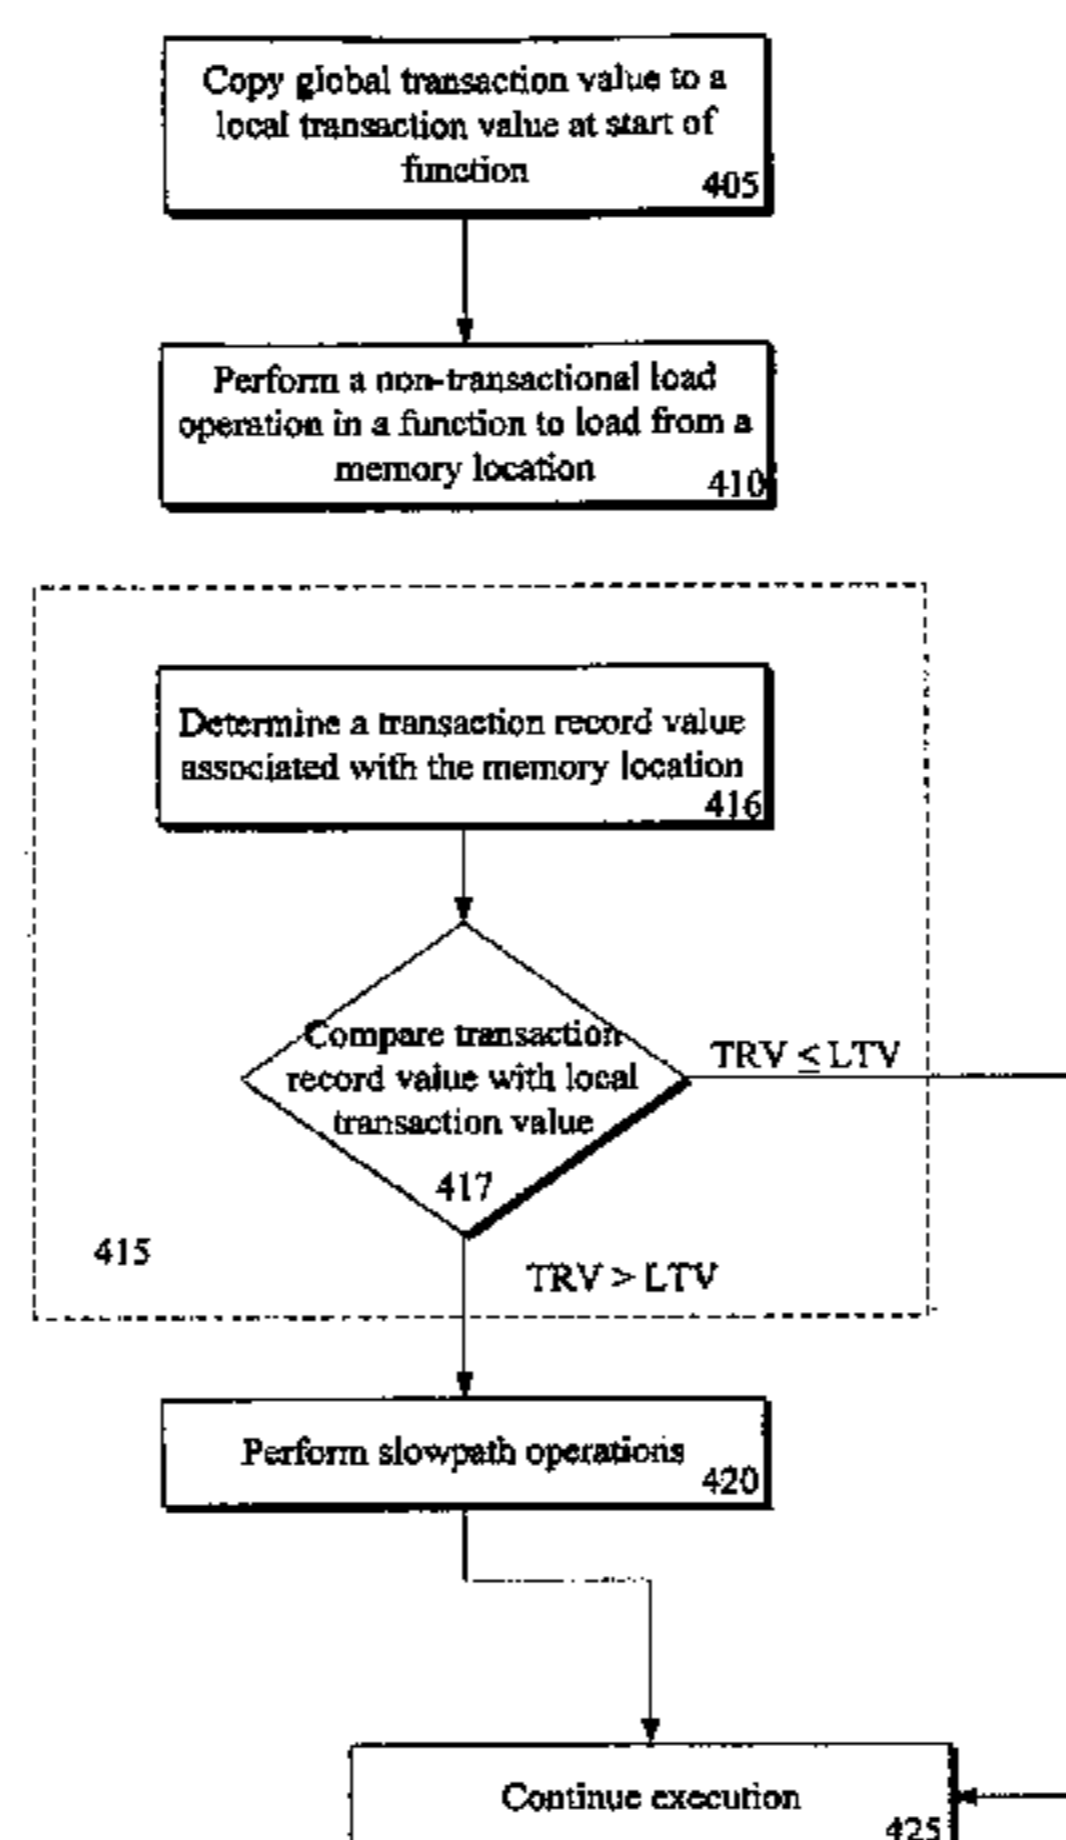 Copy global transaction value to a
local transaction value at start of
function
405
Perform a non-transactional load
operation in a function to load from a
memory location
410
Determine a transaction record value
associated with the memory location
416
Compare transaction
record value with local
transaction value
417
TRV ≤ LTV
415
TRV > LTV
Perform slowpath operations
420
Continue execution
425